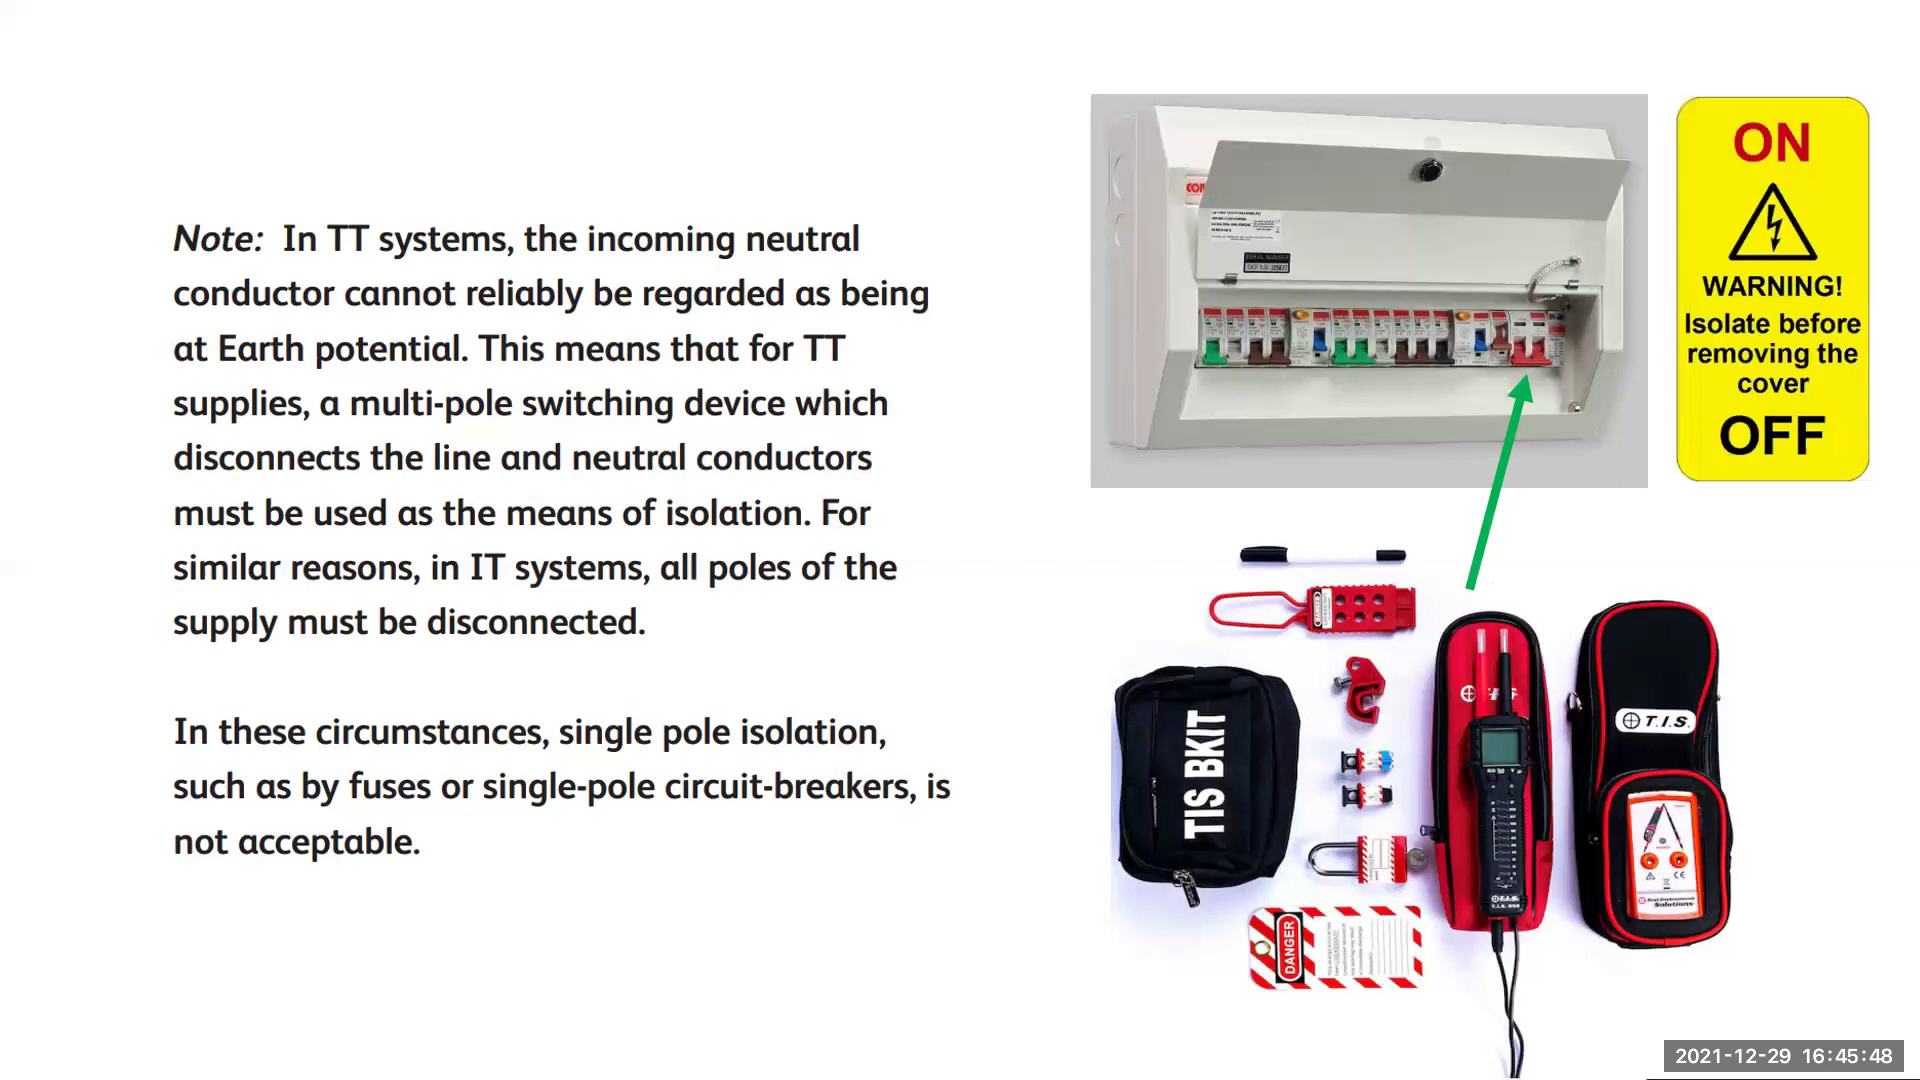 Note: In TT systems, the incoming neutral
conductor cannot reliably be regarded as being
at Earth potential. This means that for TT
supplies, a multi-pole switching device which
disconnects the line and neutral conductors
must be used as the means of isolation. For
similar reasons, in IT systems, all poles of the
supply must be disconnected.
In these circumstances, single pole isolation,
such as by fuses or single-pole circuit-breakers, is
not acceptable.
SERIAL NUMBER
ON
WARNING!
Isolate before
removing the
cover
OFF
TIS BKIT
T.I.S.
DANGER
T.I.S.
Solutions
2021-12-29 16:45:48